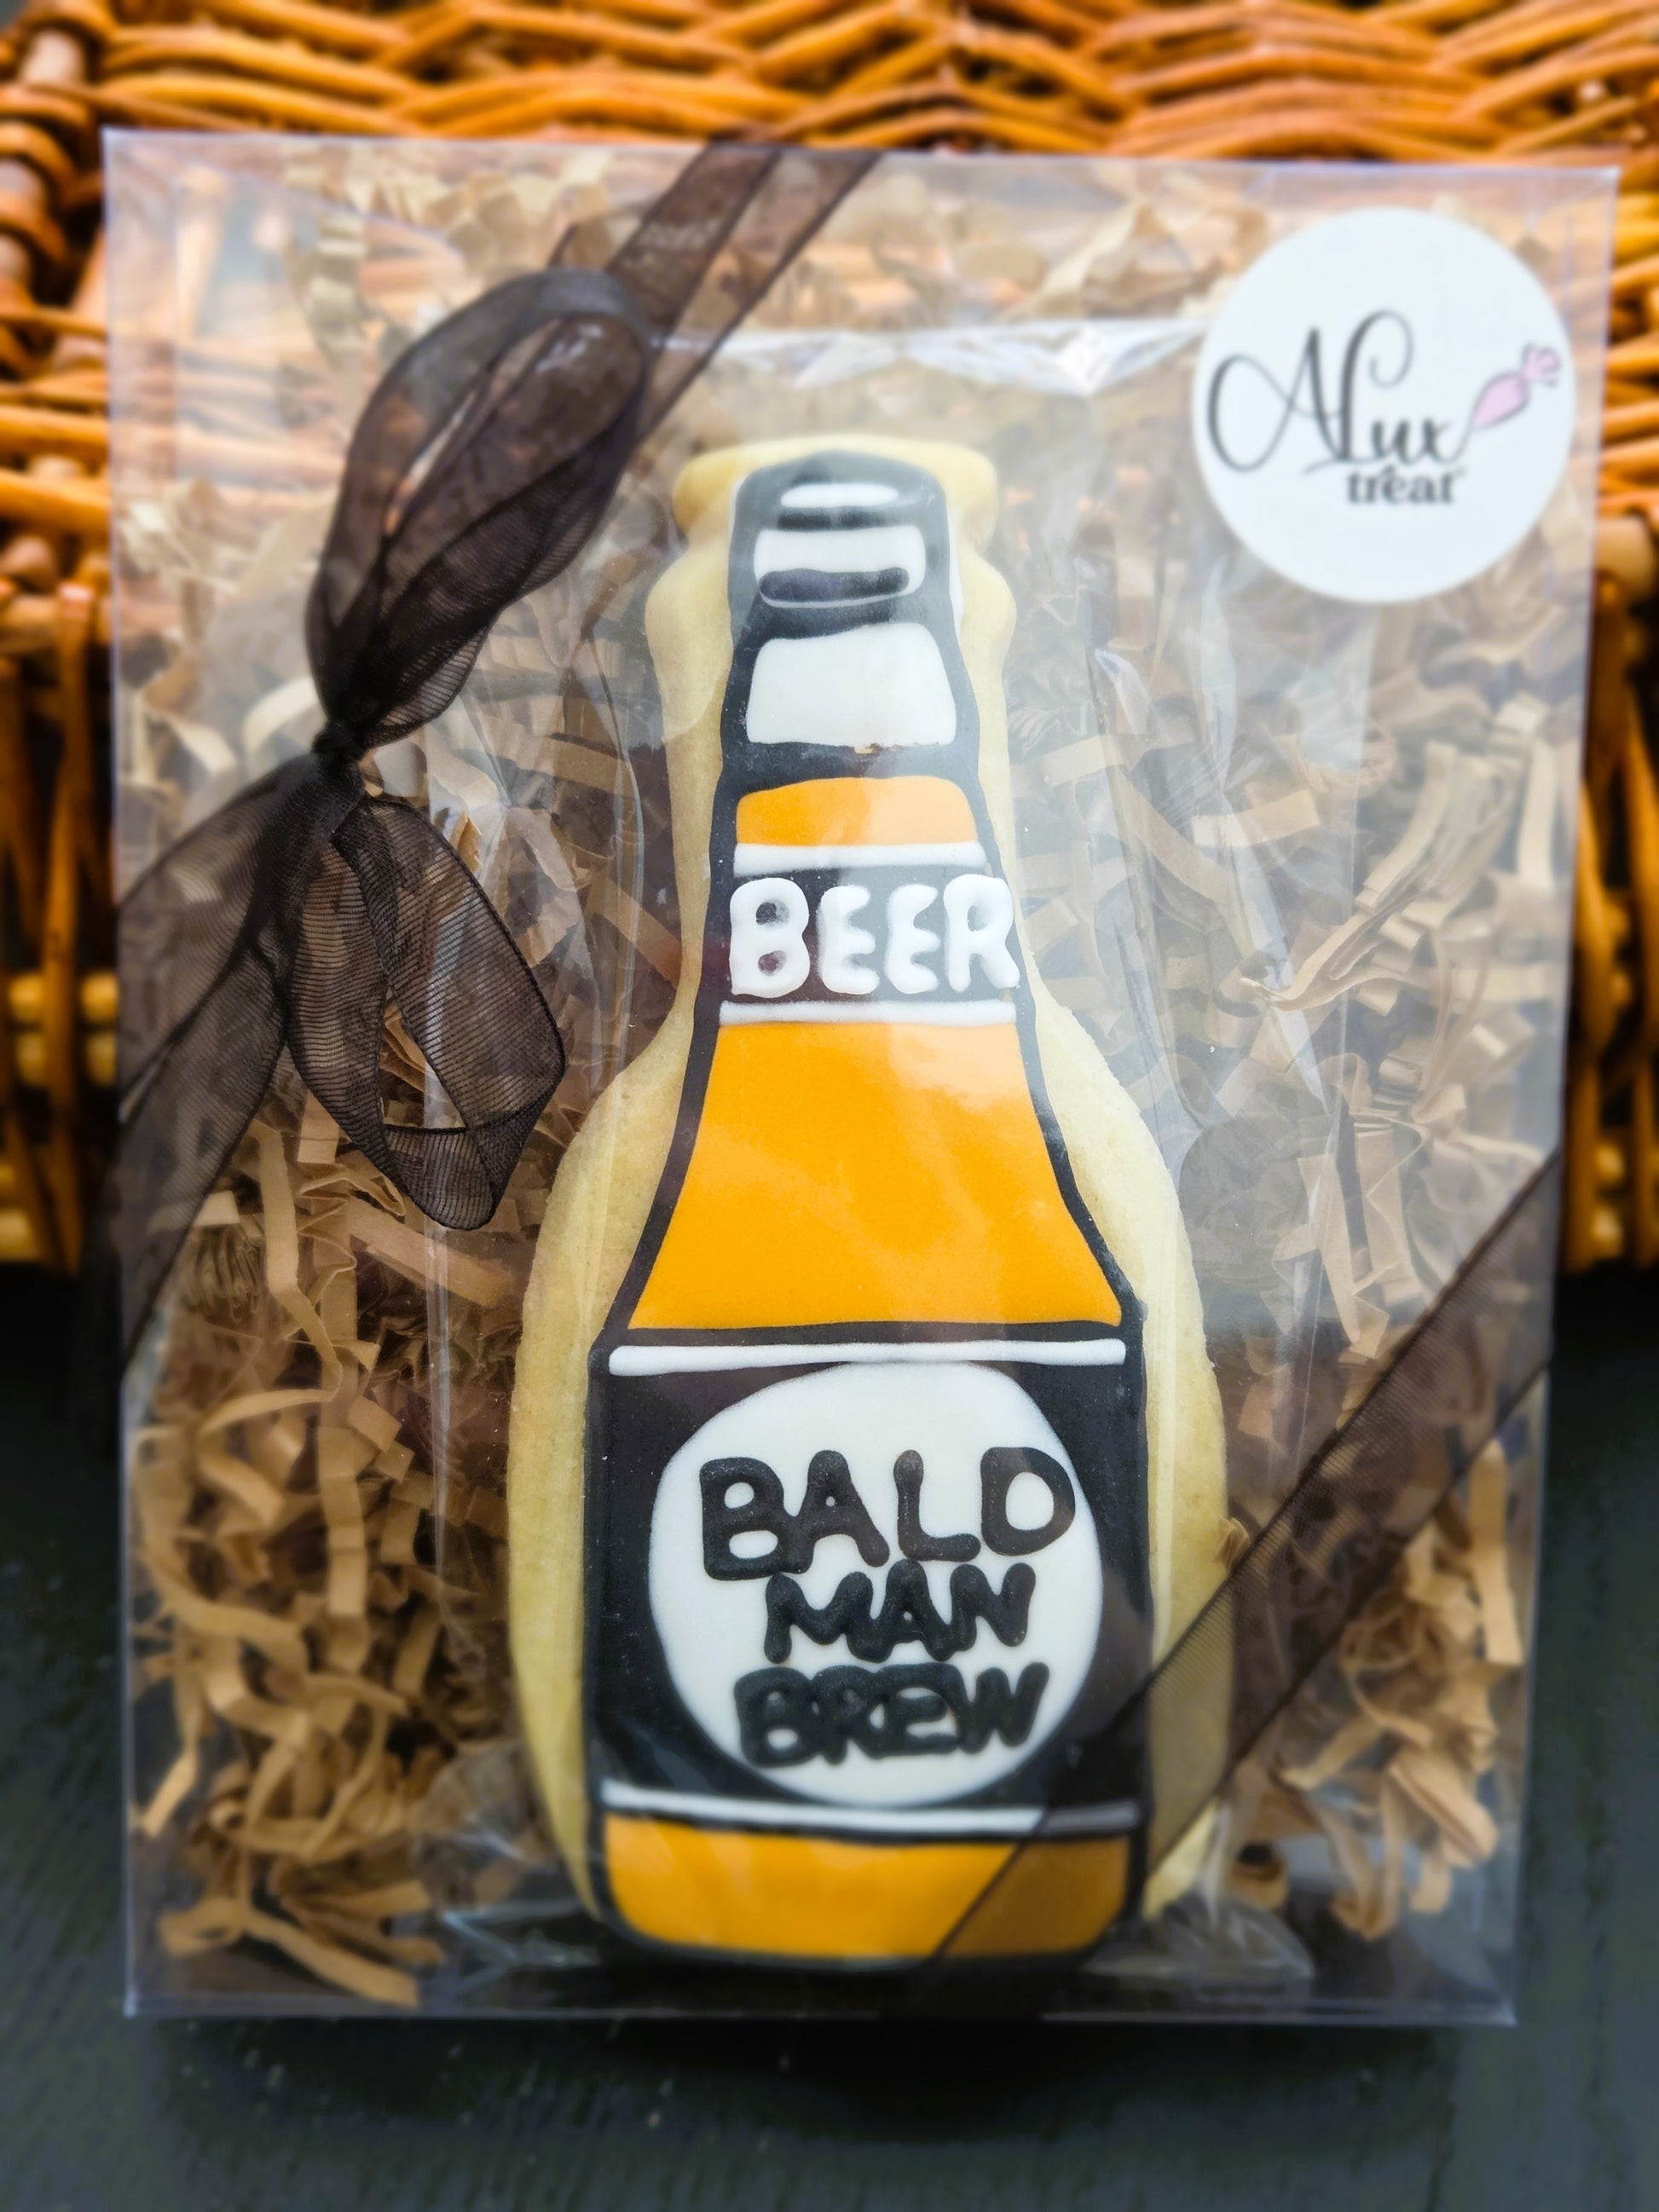 ALux
treat
BEER
BALD
MAN
BREW